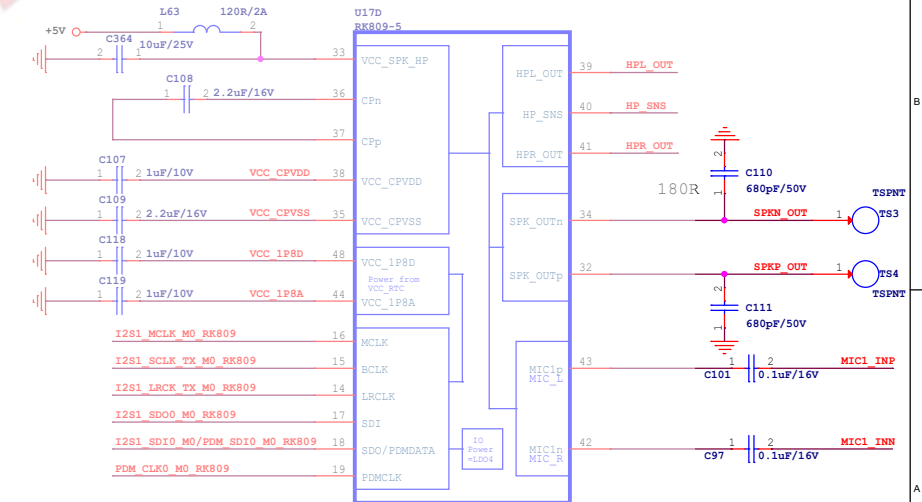 L63 120R/2A
1 2
+5V
C364
2 1
10uF/25V
C108
1 2 2.2uF/16V
C107
1 2 1uF/10V VCC_CPVDD
C109
1 2 2.2uF/16V VCC_CPVSS
C118
1 2 1uF/10V VCC_1P8D
C119
1 2 1uF/10V VCC_1P8A
I2S1_MCLK_M0_RK809
I2S1_SCLK_TX_M0_RK809
I2S1_LRCK_TX_M0_RK809
I2S1_SDO0_M0_RK809
I2S1_SDI0_M0/PDM_SDI0_M0_RK809
PDM_CLK0_M0_RK809
U17D
RK809-5
33 VCC_SPK_HP
36 CPn
37 CPp
38 VCC_CPVDD
35 VCC_CPVSS
48 VCC_1P8D
Power from
VCC_RTC
44 VCC_1P8A
16 MCLK
15 BCLK
14 LRCLK
17 SDI
18 SDO/PDMDATA
19 PDMCLK
IO
Power
=LDO4
HPL_OUT 39 HPL_OUT
HP_SNS 40 HP_SNS
HPR_OUT 41 HPR_OUT
SPK_OUTn 34
SPK_OUTp 32
MIC1p
MIC_L
43
MIC1n
MIC_R
42
180R
2
1
C110
680pF/50V
SPKN_OUT 1
TSPNT
TS3
SPKP_OUT 1
TS4
TSPNT
2
1
C111
680pF/50V
C101
1 2
0.1uF/16V
MIC1_INP
C97
1 2
0.1uF/16V
MIC1_INN
B
A